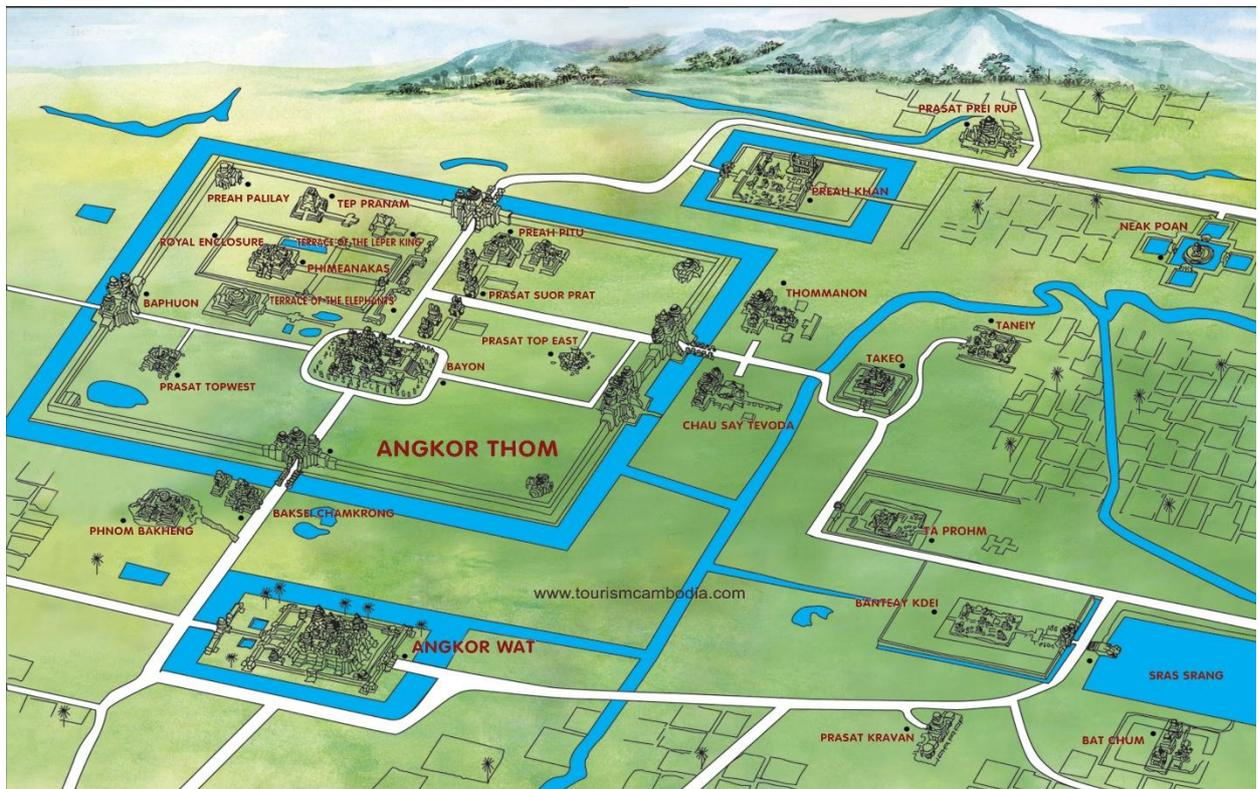 PRASAT PREI RUP
PREAH KHAN
PREAH PALILAY
TEP PRANAM
NEAK POAN
PREAH PITU
ROYAL ENCLOSURE
TERRACE OF THE LEPER KING
PHIMEANAKAS
THOMMANON
PRASAT SUOR PRAT
BAPHUON
TERRACE OF THE ELEPHANTS
TANEIY
PRASAT TOP EAST
TAKEO
BAYON
PRASAT TOPWEST
CHAU SAY TEVODA
ANGKOR THOM
BAKSEI CHAMKRONG
PHNOM BAKHENG
TA PROHM
www.tourismcambodia.com
BANTEAY KDEI
ANGKOR WAT
SRAS SRANG
PRASAT KRAVAN
BAT CHUM